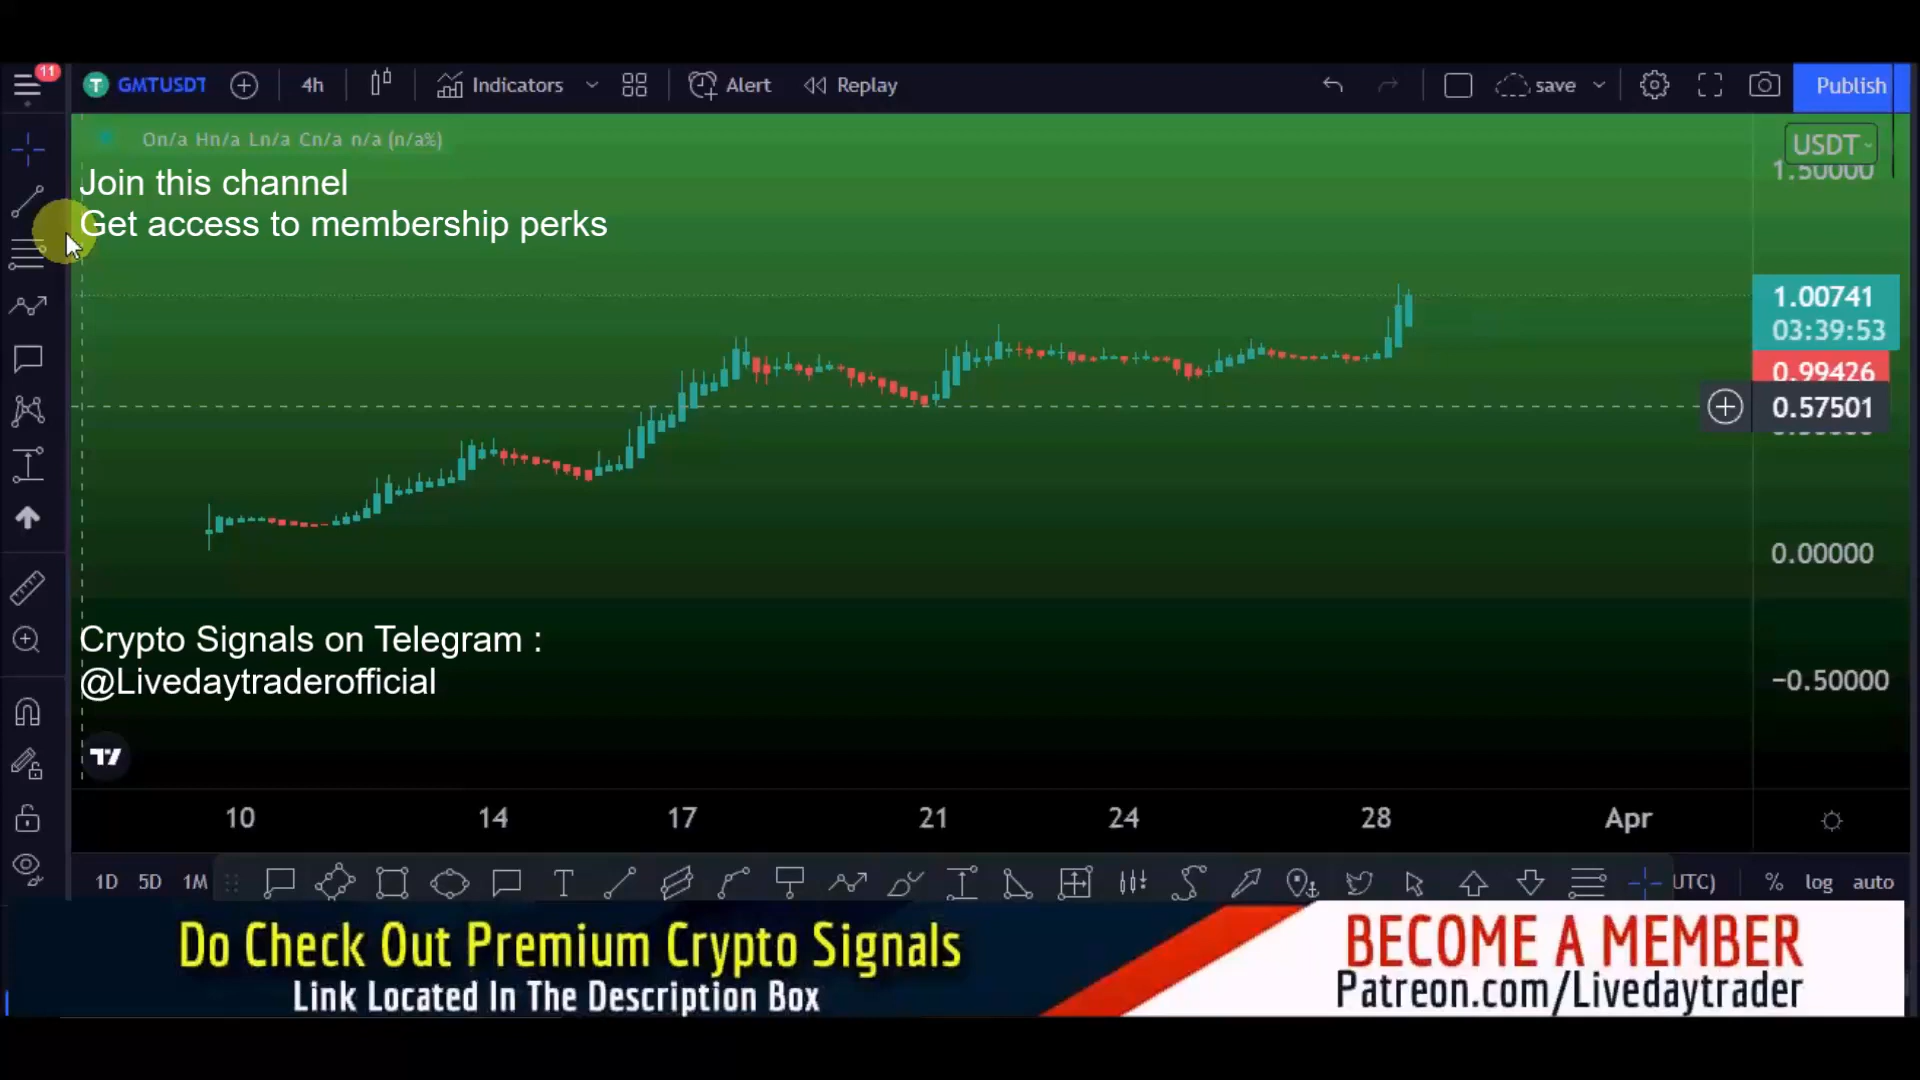 11
GMTUSDT 4h Indicators Alert Replay save Publish
On/a Hn/a Ln/a Cn/a n/a (n/a%)
USDT
1.50000
Join this channel
Get access to membership perks
1.00741
03:39:53
0.99426
0.57501
0.00000
Crypto Signals on Telegram :
@Livedaytraderofficial
−0.50000
10 14 17 21 24 28 Apr
1D 5D 1M T UTC) % log auto
Do Check Out Premium Crypto Signals
Link Located In The Description Box
BECOME A MEMBER
Patreon.com/Livedaytrader